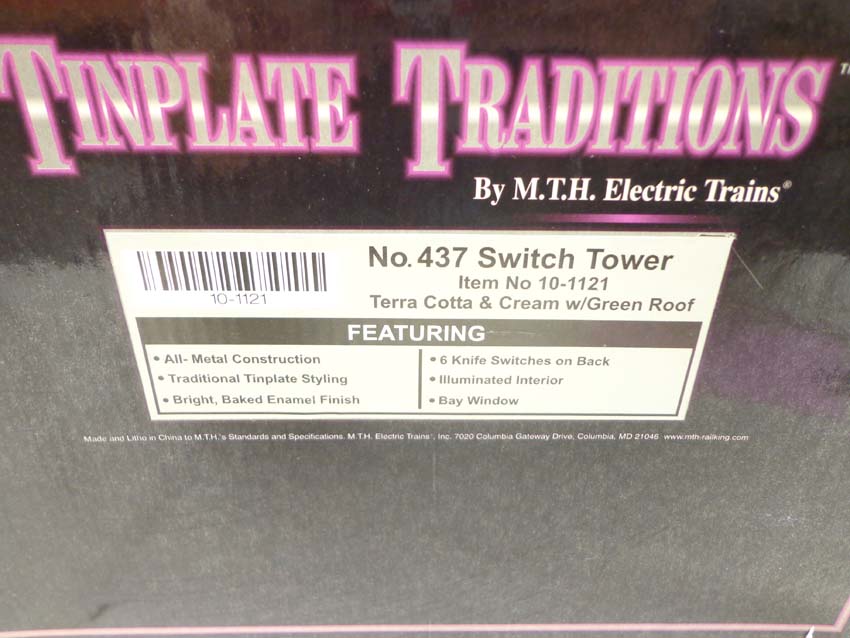 TINPLATE TRADITIONS™
By M.T.H. Electric Trains®
10-1121
No. 437 Switch Tower
Item No 10-1121
Terra Cotta & Cream w/Green Roof
FEATURING
• All- Metal Construction
• Traditional Tinplate Styling
• Bright, Baked Enamel Finish
• 6 Knife Switches on Back
• Illuminated Interior
• Bay Window
Made and Litho in China to M.T.H.'s Standards and Specifications. M.T.H. Electric Trains®, Inc. 7020 Columbia Gateway Drive, Columbia, MD 21046 www.mth-railking.com